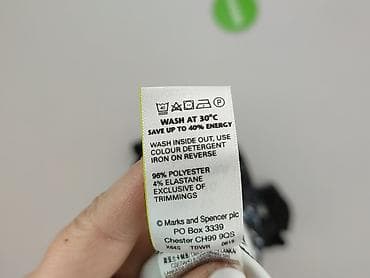 WASH AT 30°C
SAVE UP TO 40% ENERGY
WASH INSIDE OUT, USE
COLOUR DETERGENT
IRON ON REVERSE
96% POLYESTER
4% ELASTANE
EXCLUSIVE OF
TRIMMINGS
© Marks and Spencer plc
PO Box 3339
Chester CH99 9QS
TDWR